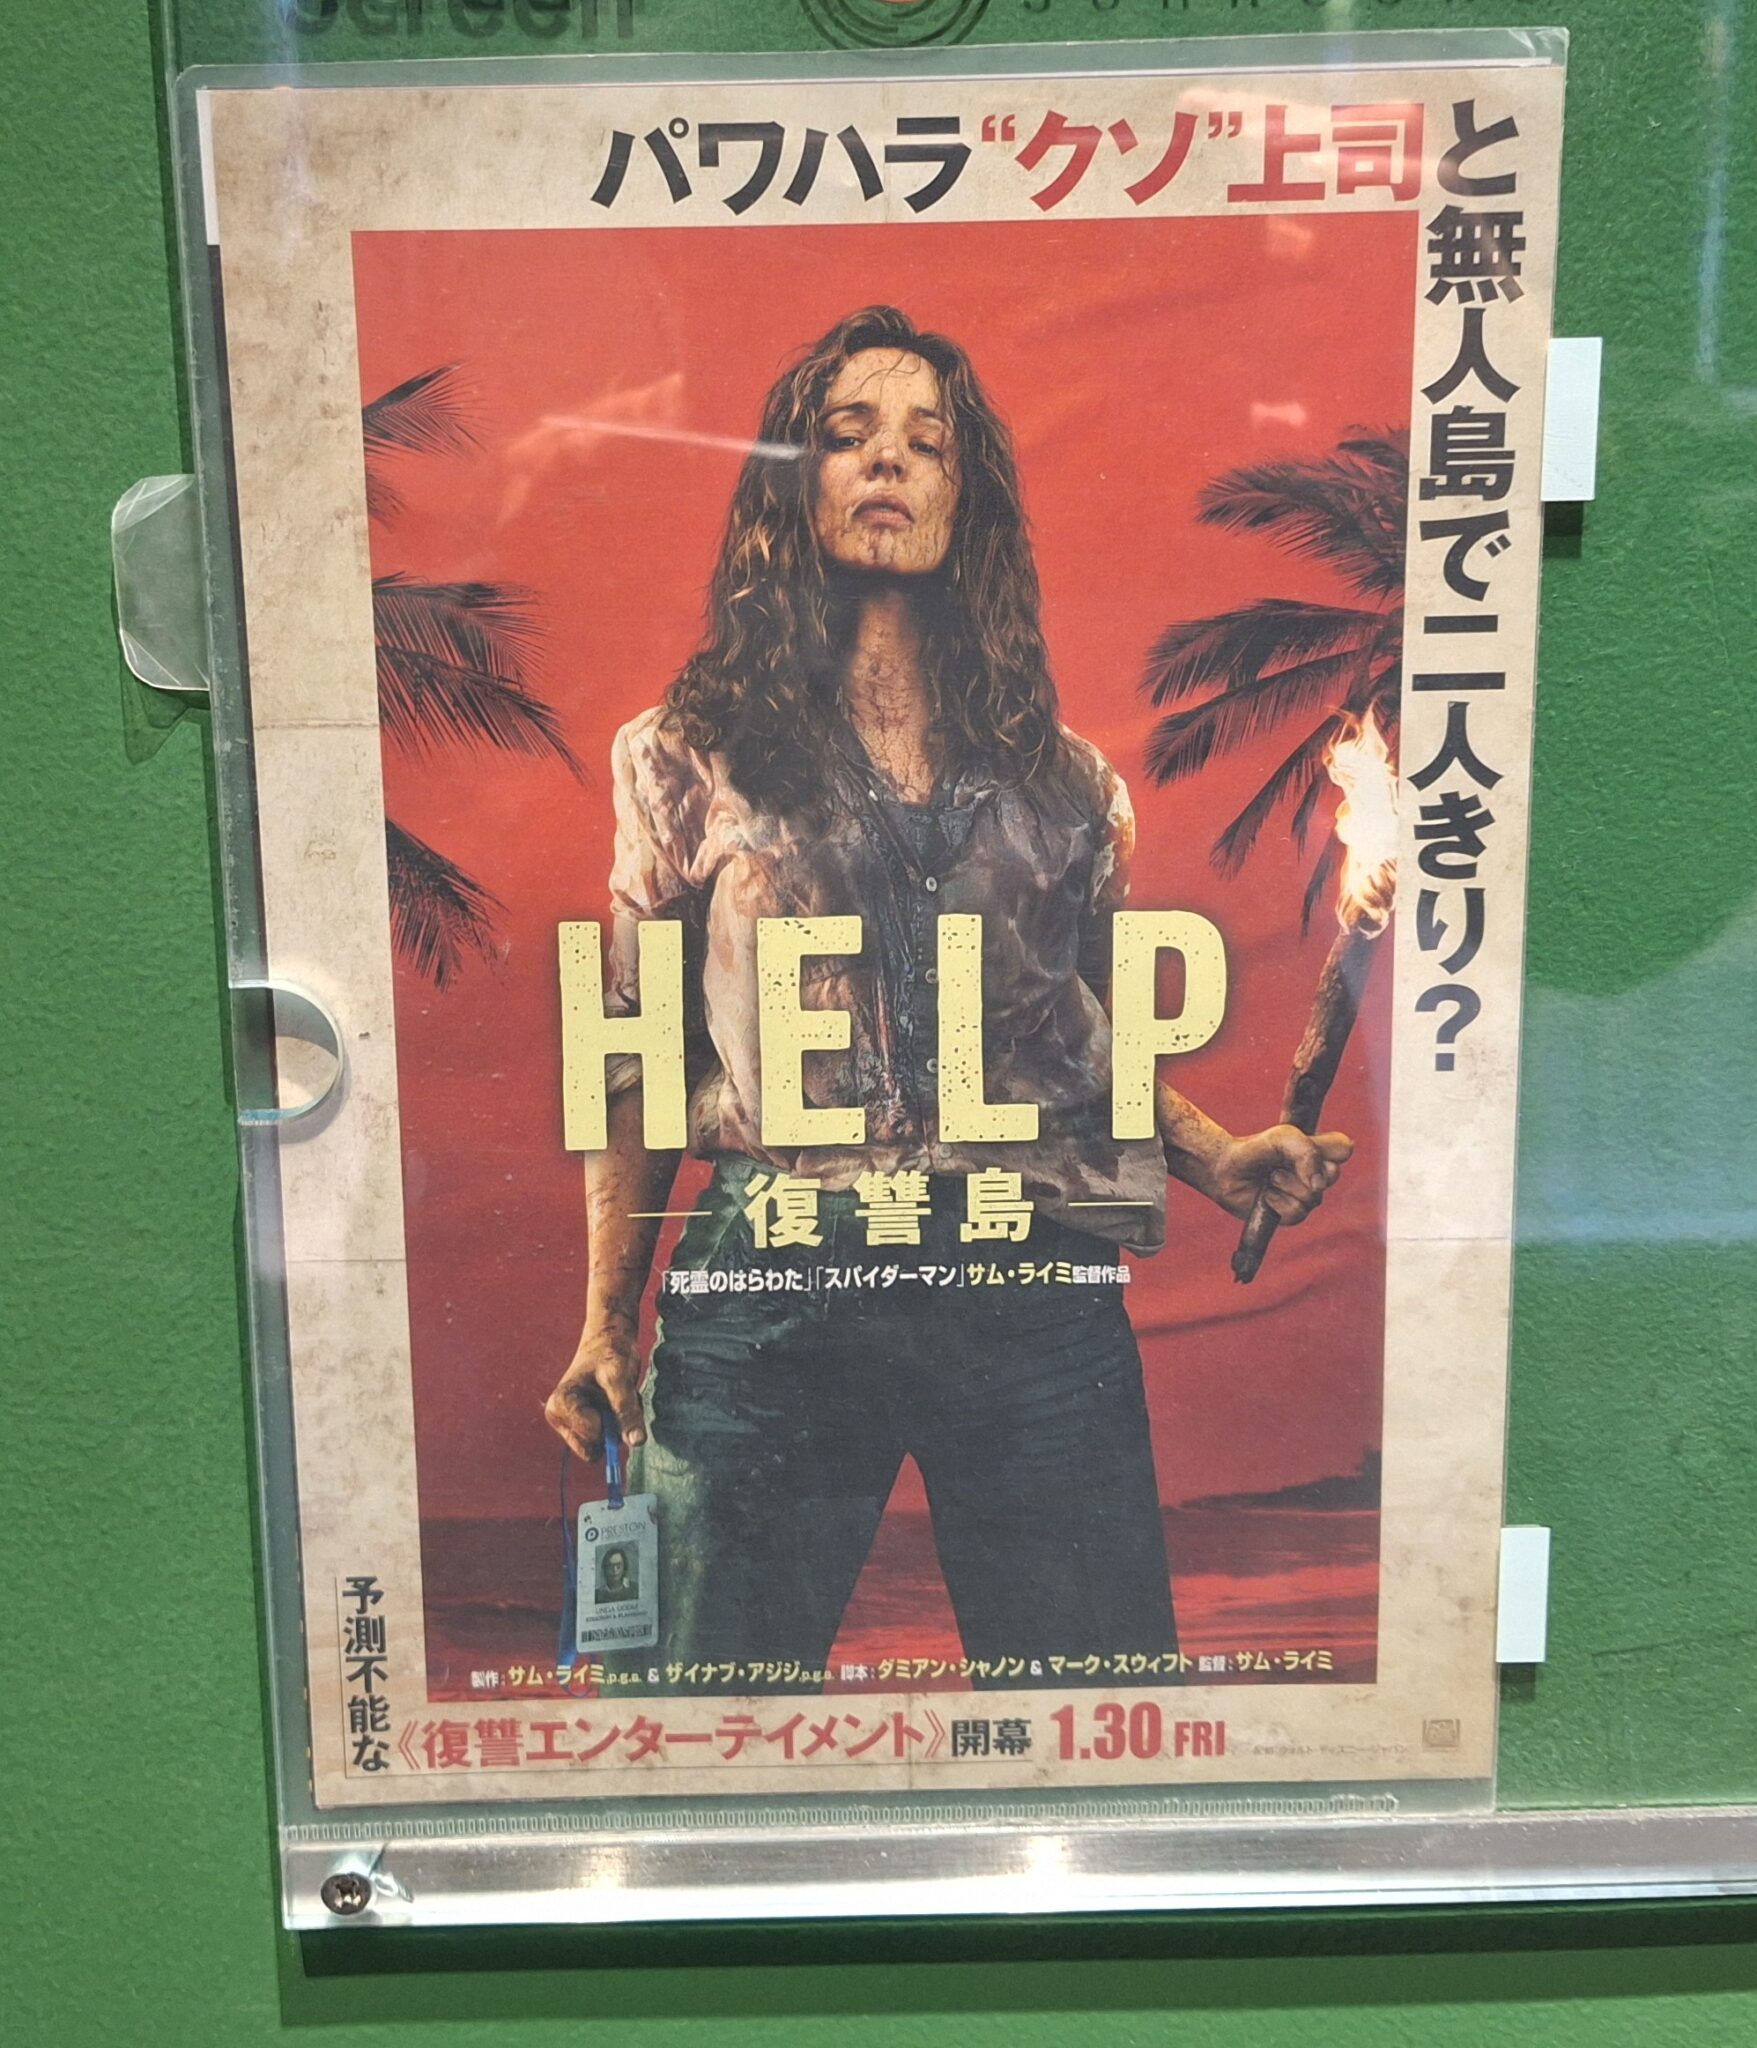 screen
パワハラ“クソ”上司と無人島で二人きり?
HELP
復讐島
「死霊のはらわた」「スパイダーマン」サム・ライミ監督作品
PRESTON
製作:サム・ライミ,p.g.a. & ザイナブ・アジジ,p.g.a. 脚本:ダミアン・シャノン & マーク・スウィフト 監督:サム・ライミ
予測不能な
《復讐エンターテイメント》開幕 1.30 FRI